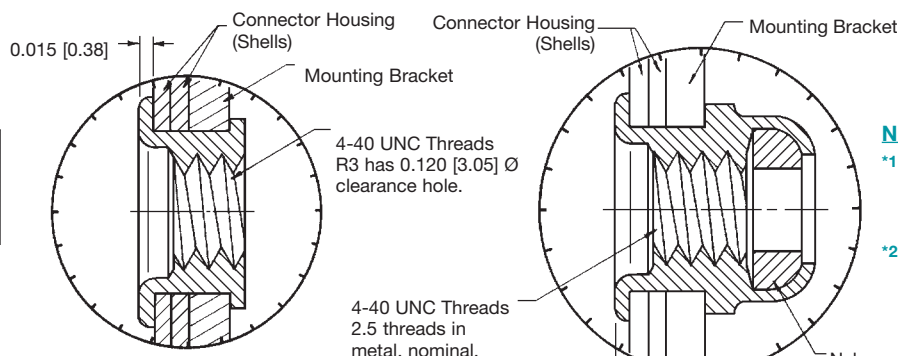 Connector Housing
(Shells)
0.015 [0.38]
Mounting Bracket
4-40 UNC Threads
R3 has 0.120 [3.05] Ø
clearance hole.
Connector Housing
(Shells)
Mounting Bracket
4-40 UNC Threads
2.5 threads in
metal, nominal.
*1
*2